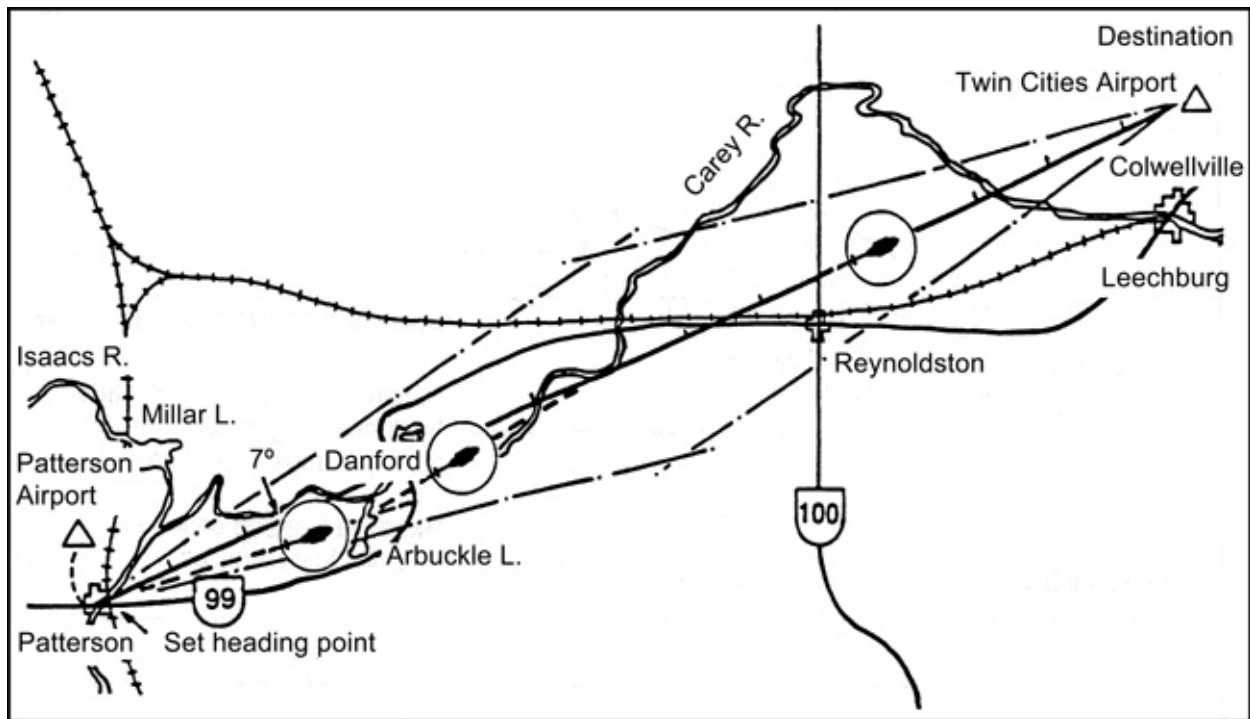 Destination
Twin Cities Airport
Carey R.
Colwellville
Leechburg
Isaacs R.
Reynoldston
Millar L.
Patterson
Airport
7º
Danford
100
Arbuckle L.
99
Patterson
Set heading point